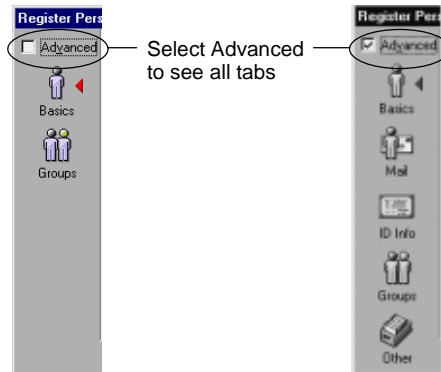 Register Pers
Advanced
Basics
Groups
Select Advanced
to see all tabs
Register Pers
Advanced
Basics
Mail
ID Info
Groups
Other